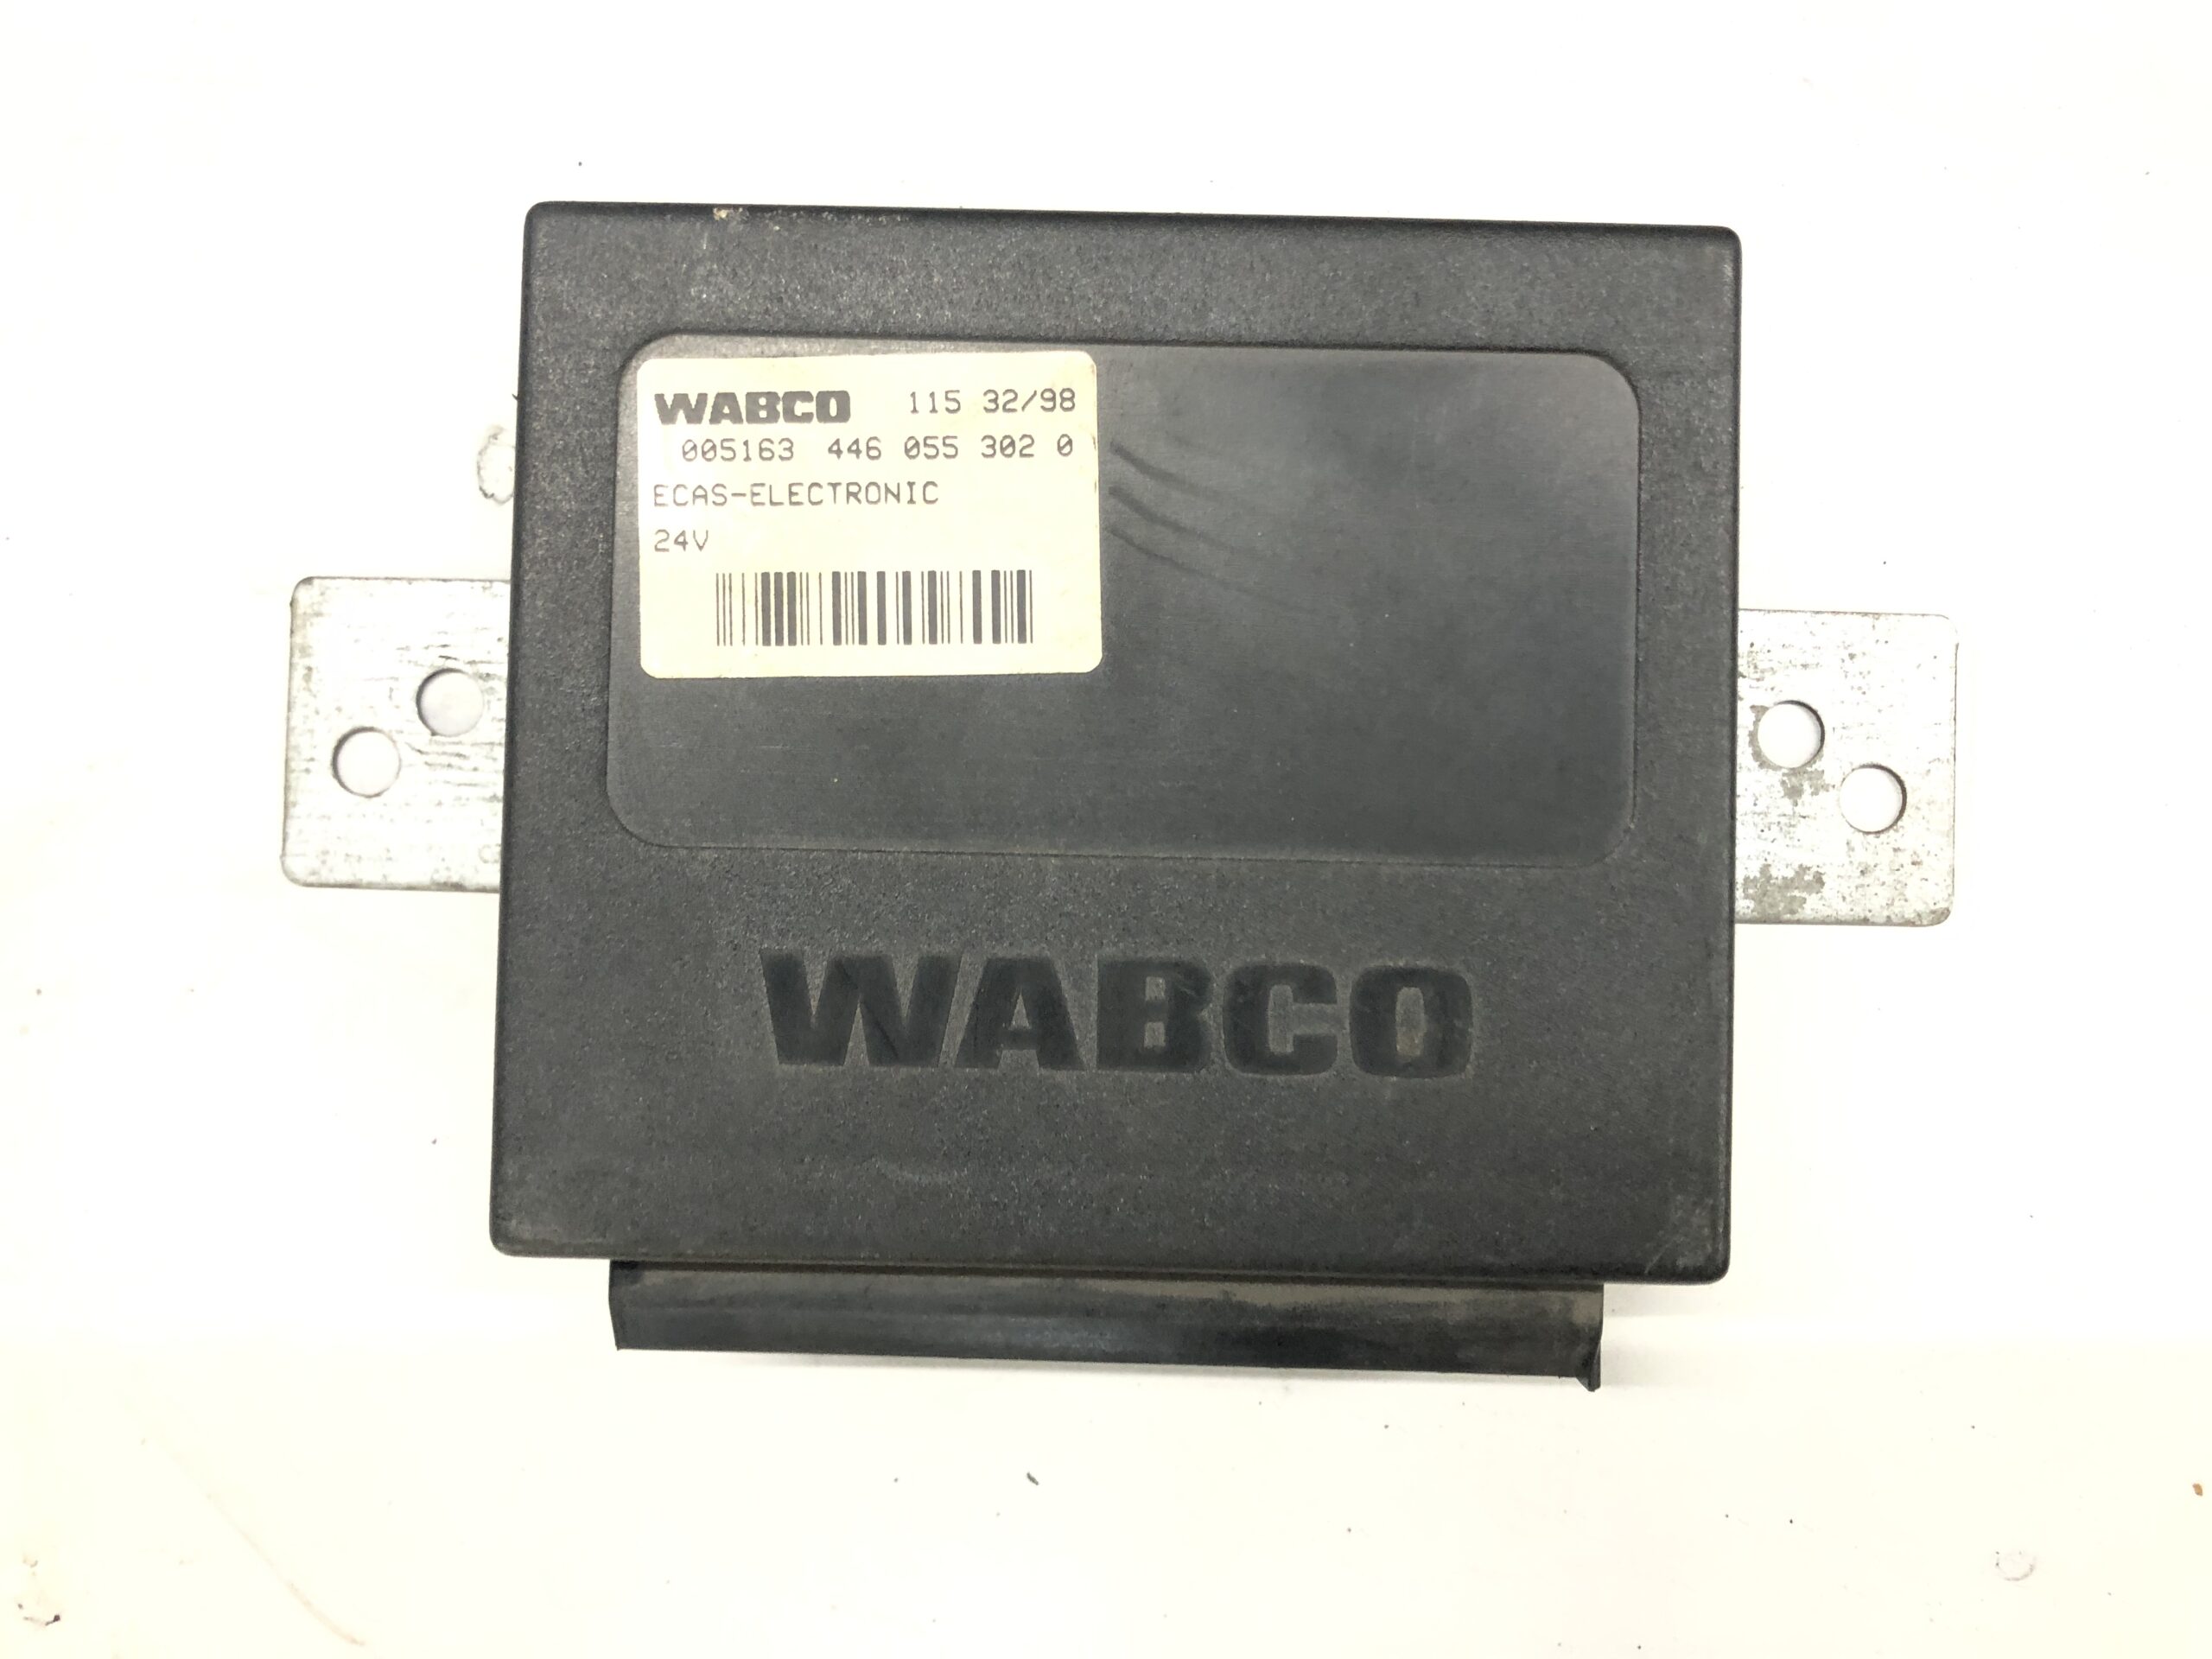 WABCO 115 32/98
005163 446 055 302 0
ECAS-ELECTRONIC
24V
WABCO